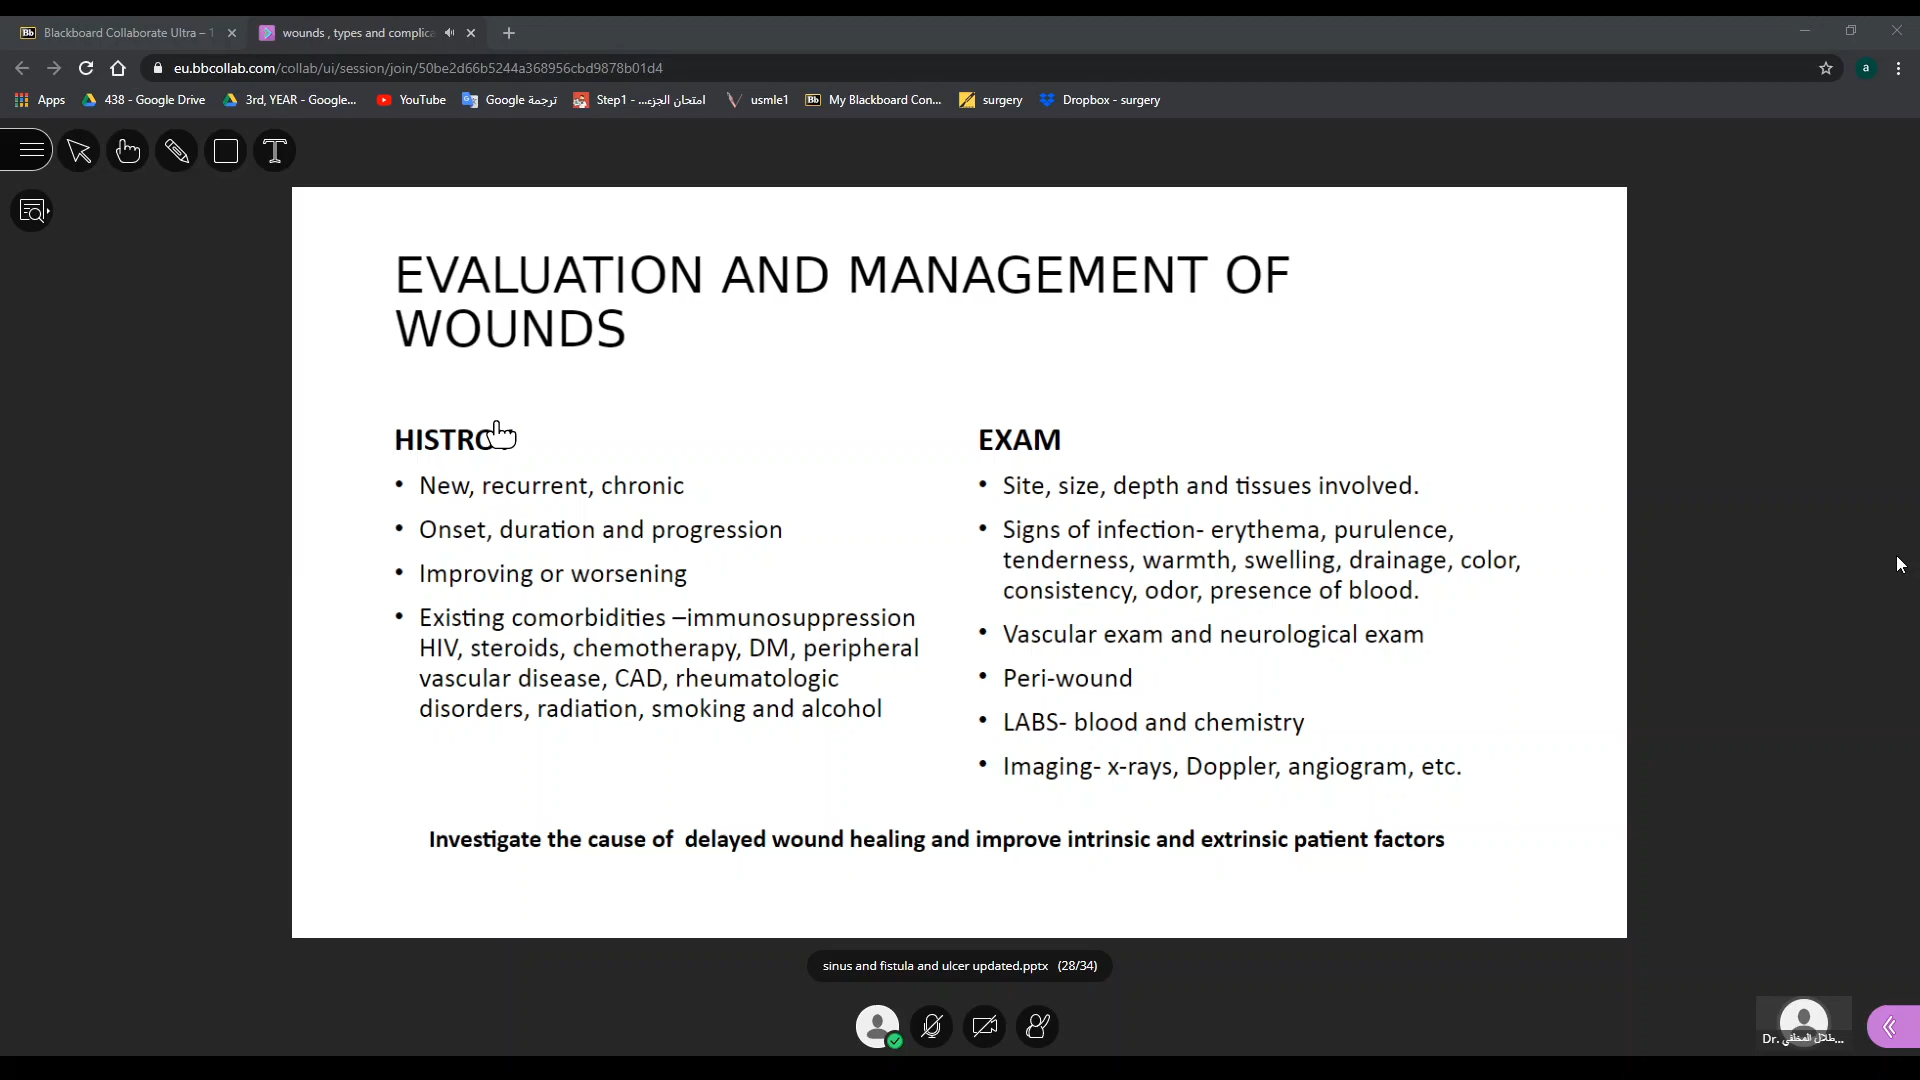 Blackboard Collaborate Ultra –
wounds , types and complica
eu.bbcollab.com/collab/ui/session/join/50be2d66b5244a368956cbd9878b01d4
a
Apps
438 - Google Drive
3rd, YEAR - Google...
YouTube
ترجمة Google
Step1 - ...امتحان الجزء
usmle1
Bb
My Blackboard Con...
surgery
Dropbox - surgery
T
EVALUATION AND MANAGEMENT OF
WOUNDS
HISTRO
• New, recurrent, chronic
• Onset, duration and progression
• Improving or worsening
• Existing comorbidities –immunosuppression
HIV, steroids, chemotherapy, DM, peripheral
vascular disease, CAD, rheumatologic
disorders, radiation, smoking and alcohol
EXAM
• Site, size, depth and tissues involved.
• Signs of infection- erythema, purulence,
tenderness, warmth, swelling, drainage, color,
consistency, odor, presence of blood.
• Vascular exam and neurological exam
• Peri-wound
• LABS- blood and chemistry
• Imaging- x-rays, Doppler, angiogram, etc.
Investigate the cause of  delayed wound healing and improve intrinsic and extrinsic patient factors
sinus and fistula and ulcer updated.pptx (28/34)
Dr. طلال